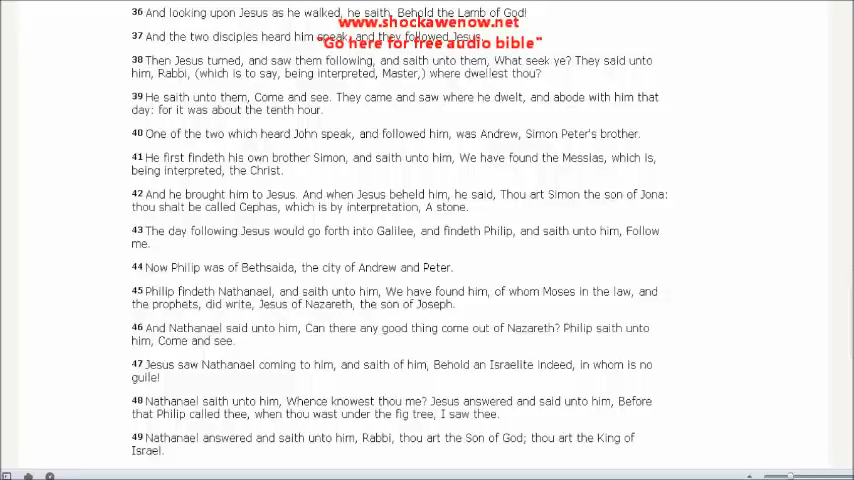 36 And looking upon Jesus as he walked, he saith, Behold the Lamb of God!
www.shockawenow.net
37 And the two disciples heard him speak, and they followed Jesus.
"Go here for free audio bible"
38 Then Jesus turned, and saw them following, and saith unto them, What seek ye? They said unto
him, Rabbi, (which is to say, being interpreted, Master,) where dwellest thou?
39 He saith unto them, Come and see. They came and saw where he dwelt, and abode with him that
day: for it was about the tenth hour.
40 One of the two which heard John speak, and followed him, was Andrew, Simon Peter's brother.
41 He first findeth his own brother Simon, and saith unto him, We have found the Messias, which is,
being interpreted, the Christ.
42 And he brought him to Jesus. And when Jesus beheld him, he said, Thou art Simon the son of Jona:
thou shalt be called Cephas, which is by interpretation, A stone.
43 The day following Jesus would go forth into Galilee, and findeth Philip, and saith unto him, Follow
me.
44 Now Philip was of Bethsaida, the city of Andrew and Peter.
45 Philip findeth Nathanael, and saith unto him, We have found him, of whom Moses in the law, and
the prophets, did write, Jesus of Nazareth, the son of Joseph.
46 And Nathanael said unto him, Can there any good thing come out of Nazareth? Philip saith unto
him, Come and see.
47 Jesus saw Nathanael coming to him, and saith of him, Behold an Israelite indeed, in whom is no
guile!
48 Nathanael saith unto him, Whence knowest thou me? Jesus answered and said unto him, Before
that Philip called thee, when thou wast under the fig tree, I saw thee.
49 Nathanael answered and saith unto him, Rabbi, thou art the Son of God; thou art the King of
Israel.